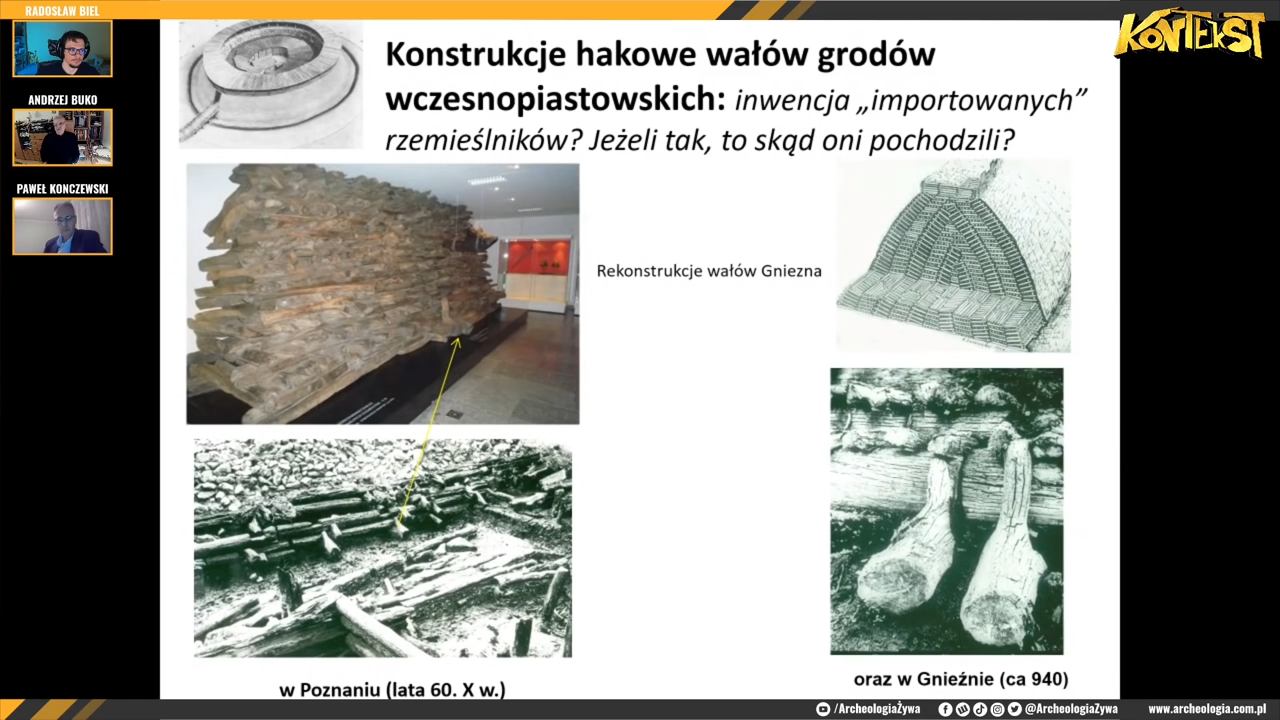 RADOSŁAW BIEL
ANDRZEJ BUKO
PAWEŁ KONCZEWSKI
KONTEKST
Konstrukcje hakowe wałów grodów
wczesnopiastowskich: inwencja „importowanych”
rzemieślników? Jeżeli tak, to skąd oni pochodzili?
Rekonstrukcje wałów Gniezna
w Poznaniu (lata 60. X w.)
oraz w Gnieźnie (ca 940)
/ArcheologiaŻywa
@ArcheologiaZywa
www.archeologia.com.pl